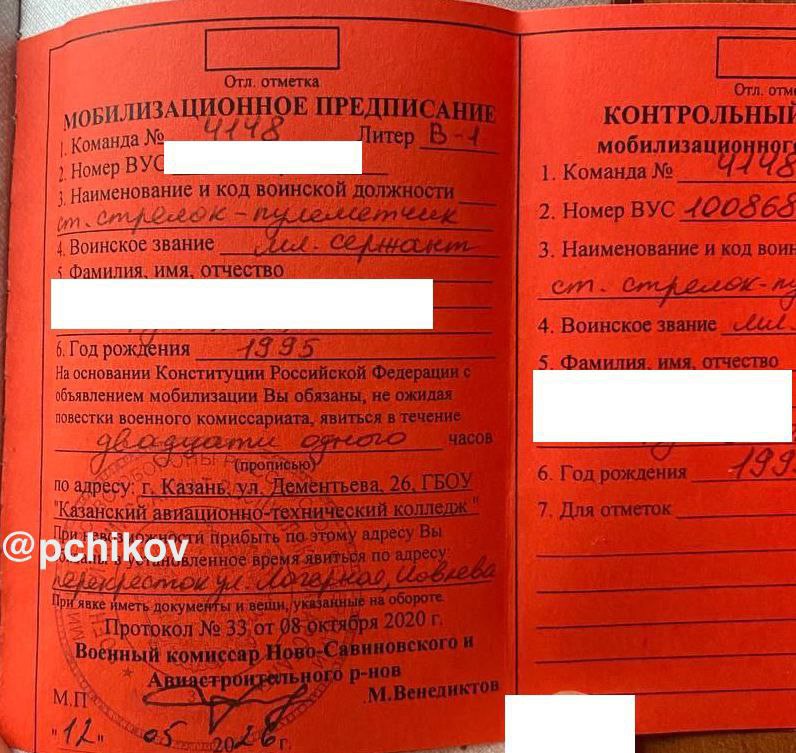 Отл. отметка
МОБИЛИЗАЦИОННОЕ ПРЕДПИСАНИЕ
1. Команда № 4148 Литер В-1
2. Номер ВУС
3. Наименование и код воинской должности
ст. стрелок-пулеметчик
4. Воинское звание мл. сержант
5. Фамилия, имя, отчество
6. Год рождения 1995
На основании Конституции Российской Федерации с
объявлением мобилизации Вы обязаны, не ожидая
повестки военного комиссариата, явиться в течение
двадцати одного часов
(прописью)
по адресу: г. Казань, ул. Дементьева, 26, ГБОУ
"Казанский авиационно-технический колледж"
@pchikov
При невозможности прибыть по этому адресу Вы
в установленное время явиться по адресу:
перекресток ул.
При явке иметь документы и вещи, указанные на обороте.
Протокол № 33 от 08 октября 2020 г.
Военный комиссар Ново-Савиновского и
Авиастроительного р-нов
М.П М.Венедиктов
"12" 05 г.
Отл. отм
КОНТРОЛЬНЫЙ
мобилизационного
1. Команда № 4148
2. Номер ВУС 100868
3. Наименование и код воин
ст. стрелок-пу
4. Воинское звание мл.
5. Фамилия, имя, отчество
6. Год рождения 199
7. Для отметок